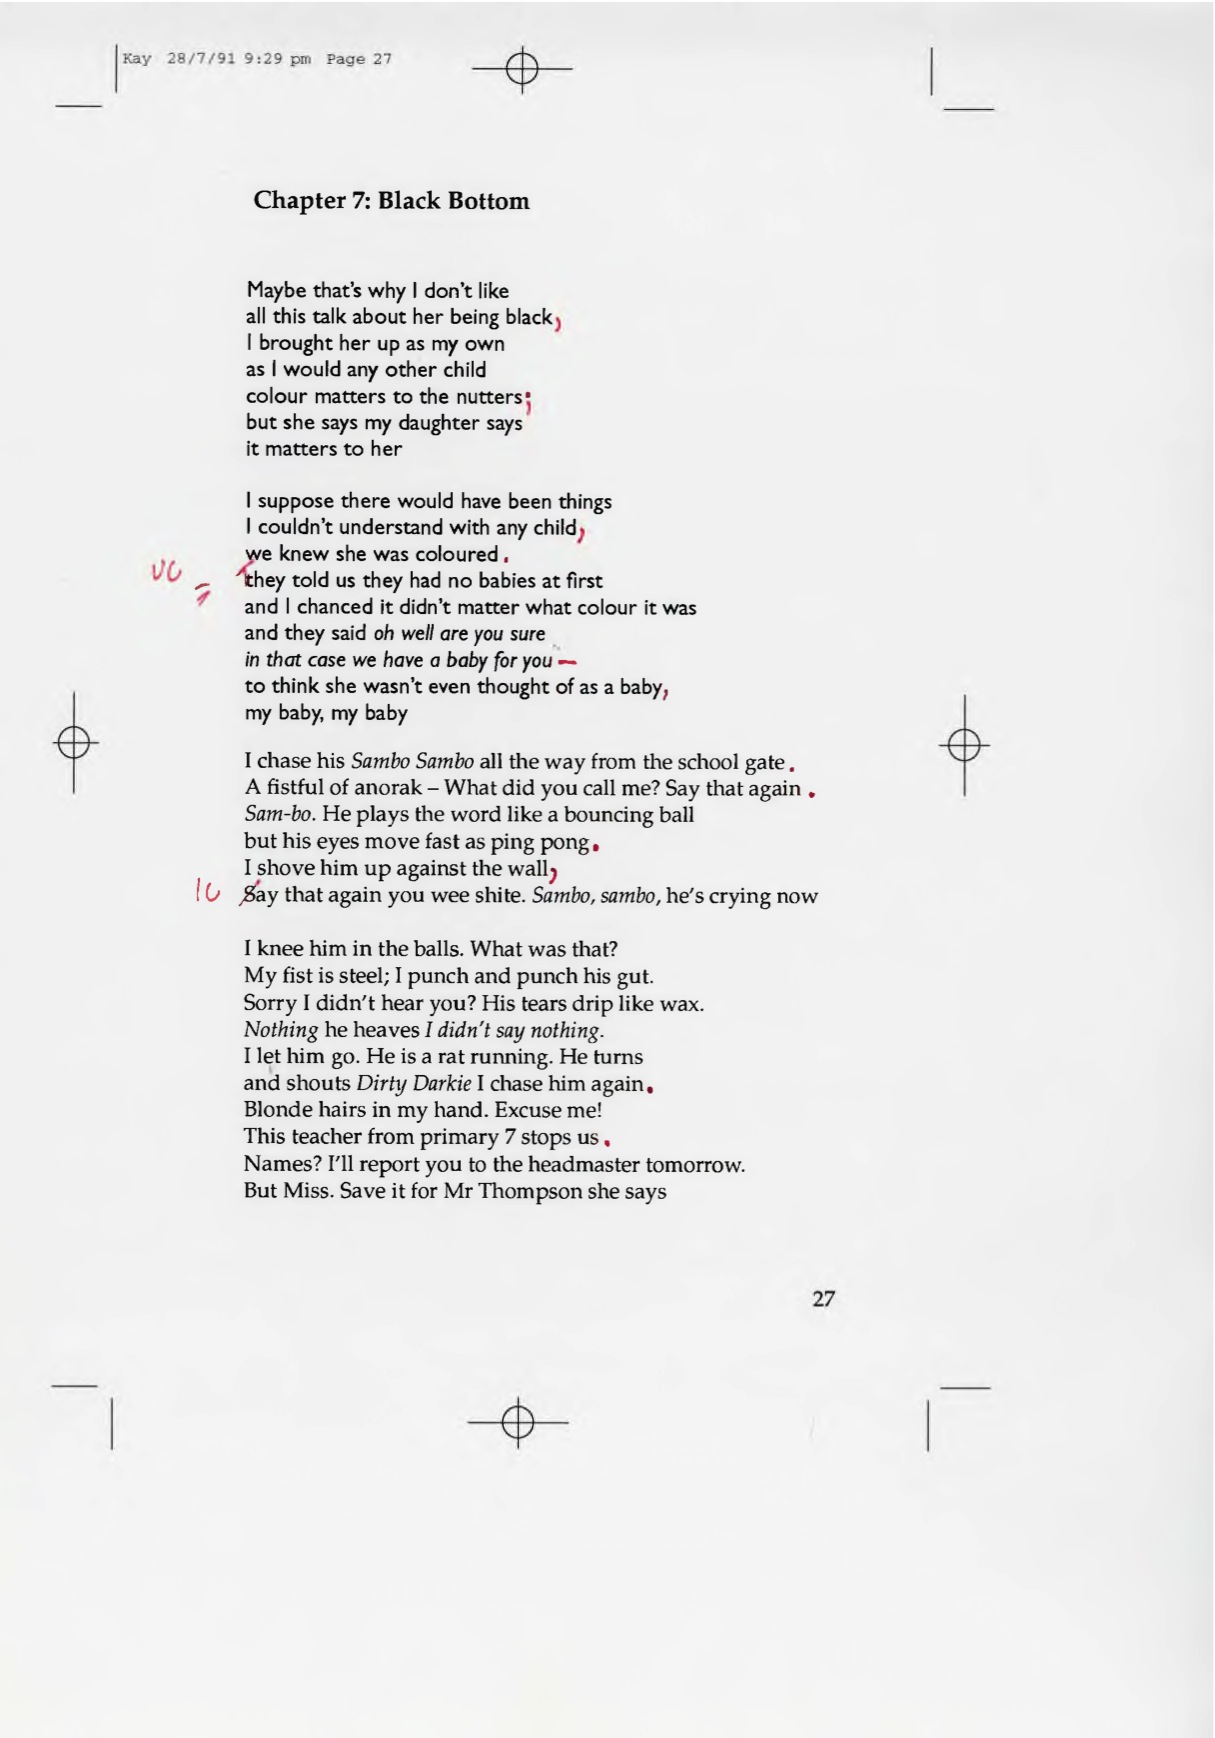 Kay 28/7/91 9:29 pm Page 27
Chapter 7: Black Bottom
Maybe that's why I don't like
all this talk about her being black,
I brought her up as my own
as I would any other child
colour matters to the nutters;
but she says my daughter says
it matters to her
I suppose there would have been things
I couldn't understand with any child,
we knew she was coloured.
UC They told us they had no babies at first
and I chanced it didn't matter what colour it was
and they said oh well are you sure
in that case we have a baby for you –
to think she wasn't even thought of as a baby,
my baby, my baby
I chase his Sambo Sambo all the way from the school gate.
A fistful of anorak – What did you call me? Say that again.
Sam-bo. He plays the word like a bouncing ball
but his eyes move fast as ping pong.
I shove him up against the wall,
lc Say that again you wee shite. Sambo, sambo, he's crying now
I knee him in the balls. What was that?
My fist is steel; I punch and punch his gut.
Sorry I didn't hear you? His tears drip like wax.
Nothing he heaves I didn't say nothing.
I let him go. He is a rat running. He turns
and shouts Dirty Darkie I chase him again.
Blonde hairs in my hand. Excuse me!
This teacher from primary 7 stops us.
Names? I'll report you to the headmaster tomorrow.
But Miss. Save it for Mr Thompson she says
27